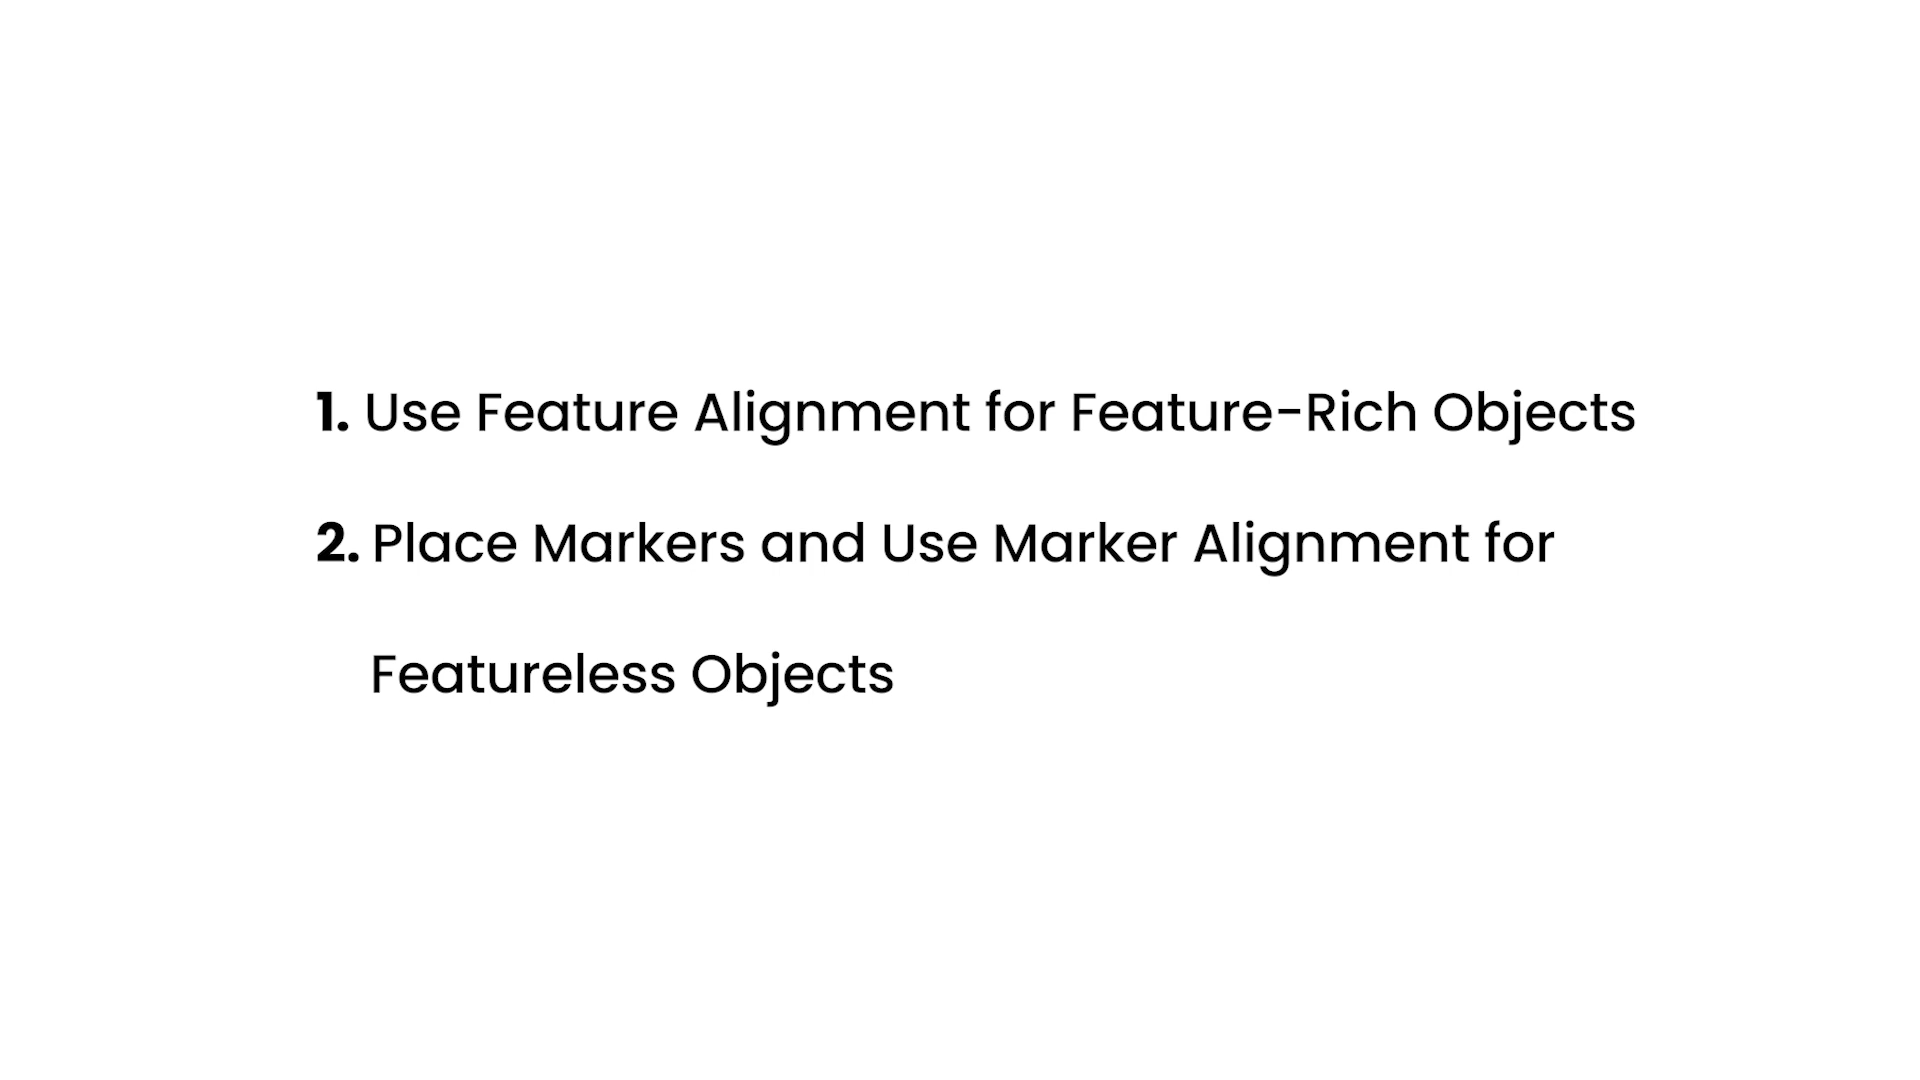 1. Use Feature Alignment for Feature-Rich Objects
2. Place Markers and Use Marker Alignment for
Featureless Objects